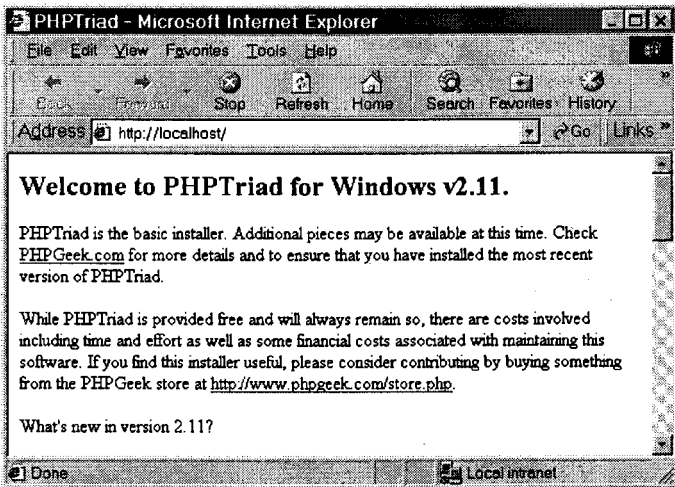 PHPTriad - Microsoft Internet Explorer
File Edit View Favorites Tools Help
Back Forward Stop Refresh Home Search Favorites History »
Address http://localhost/ Go Links »
Welcome to PHPTriad for Windows v2.11.
PHPTriad is the basic installer. Additional pieces may be available at this time. Check
PHPGeek.com for more details and to ensure that you have installed the most recent
version of PHPTriad.
While PHPTriad is provided free and will always remain so, there are costs involved
including time and effort as well as some financial costs associated with maintaining this
software. If you find this installer useful, please consider contributing by buying something
from the PHPGeek store at http://www.phpgeek.com/store.php.
What's new in version 2.11?
Done Local intranet